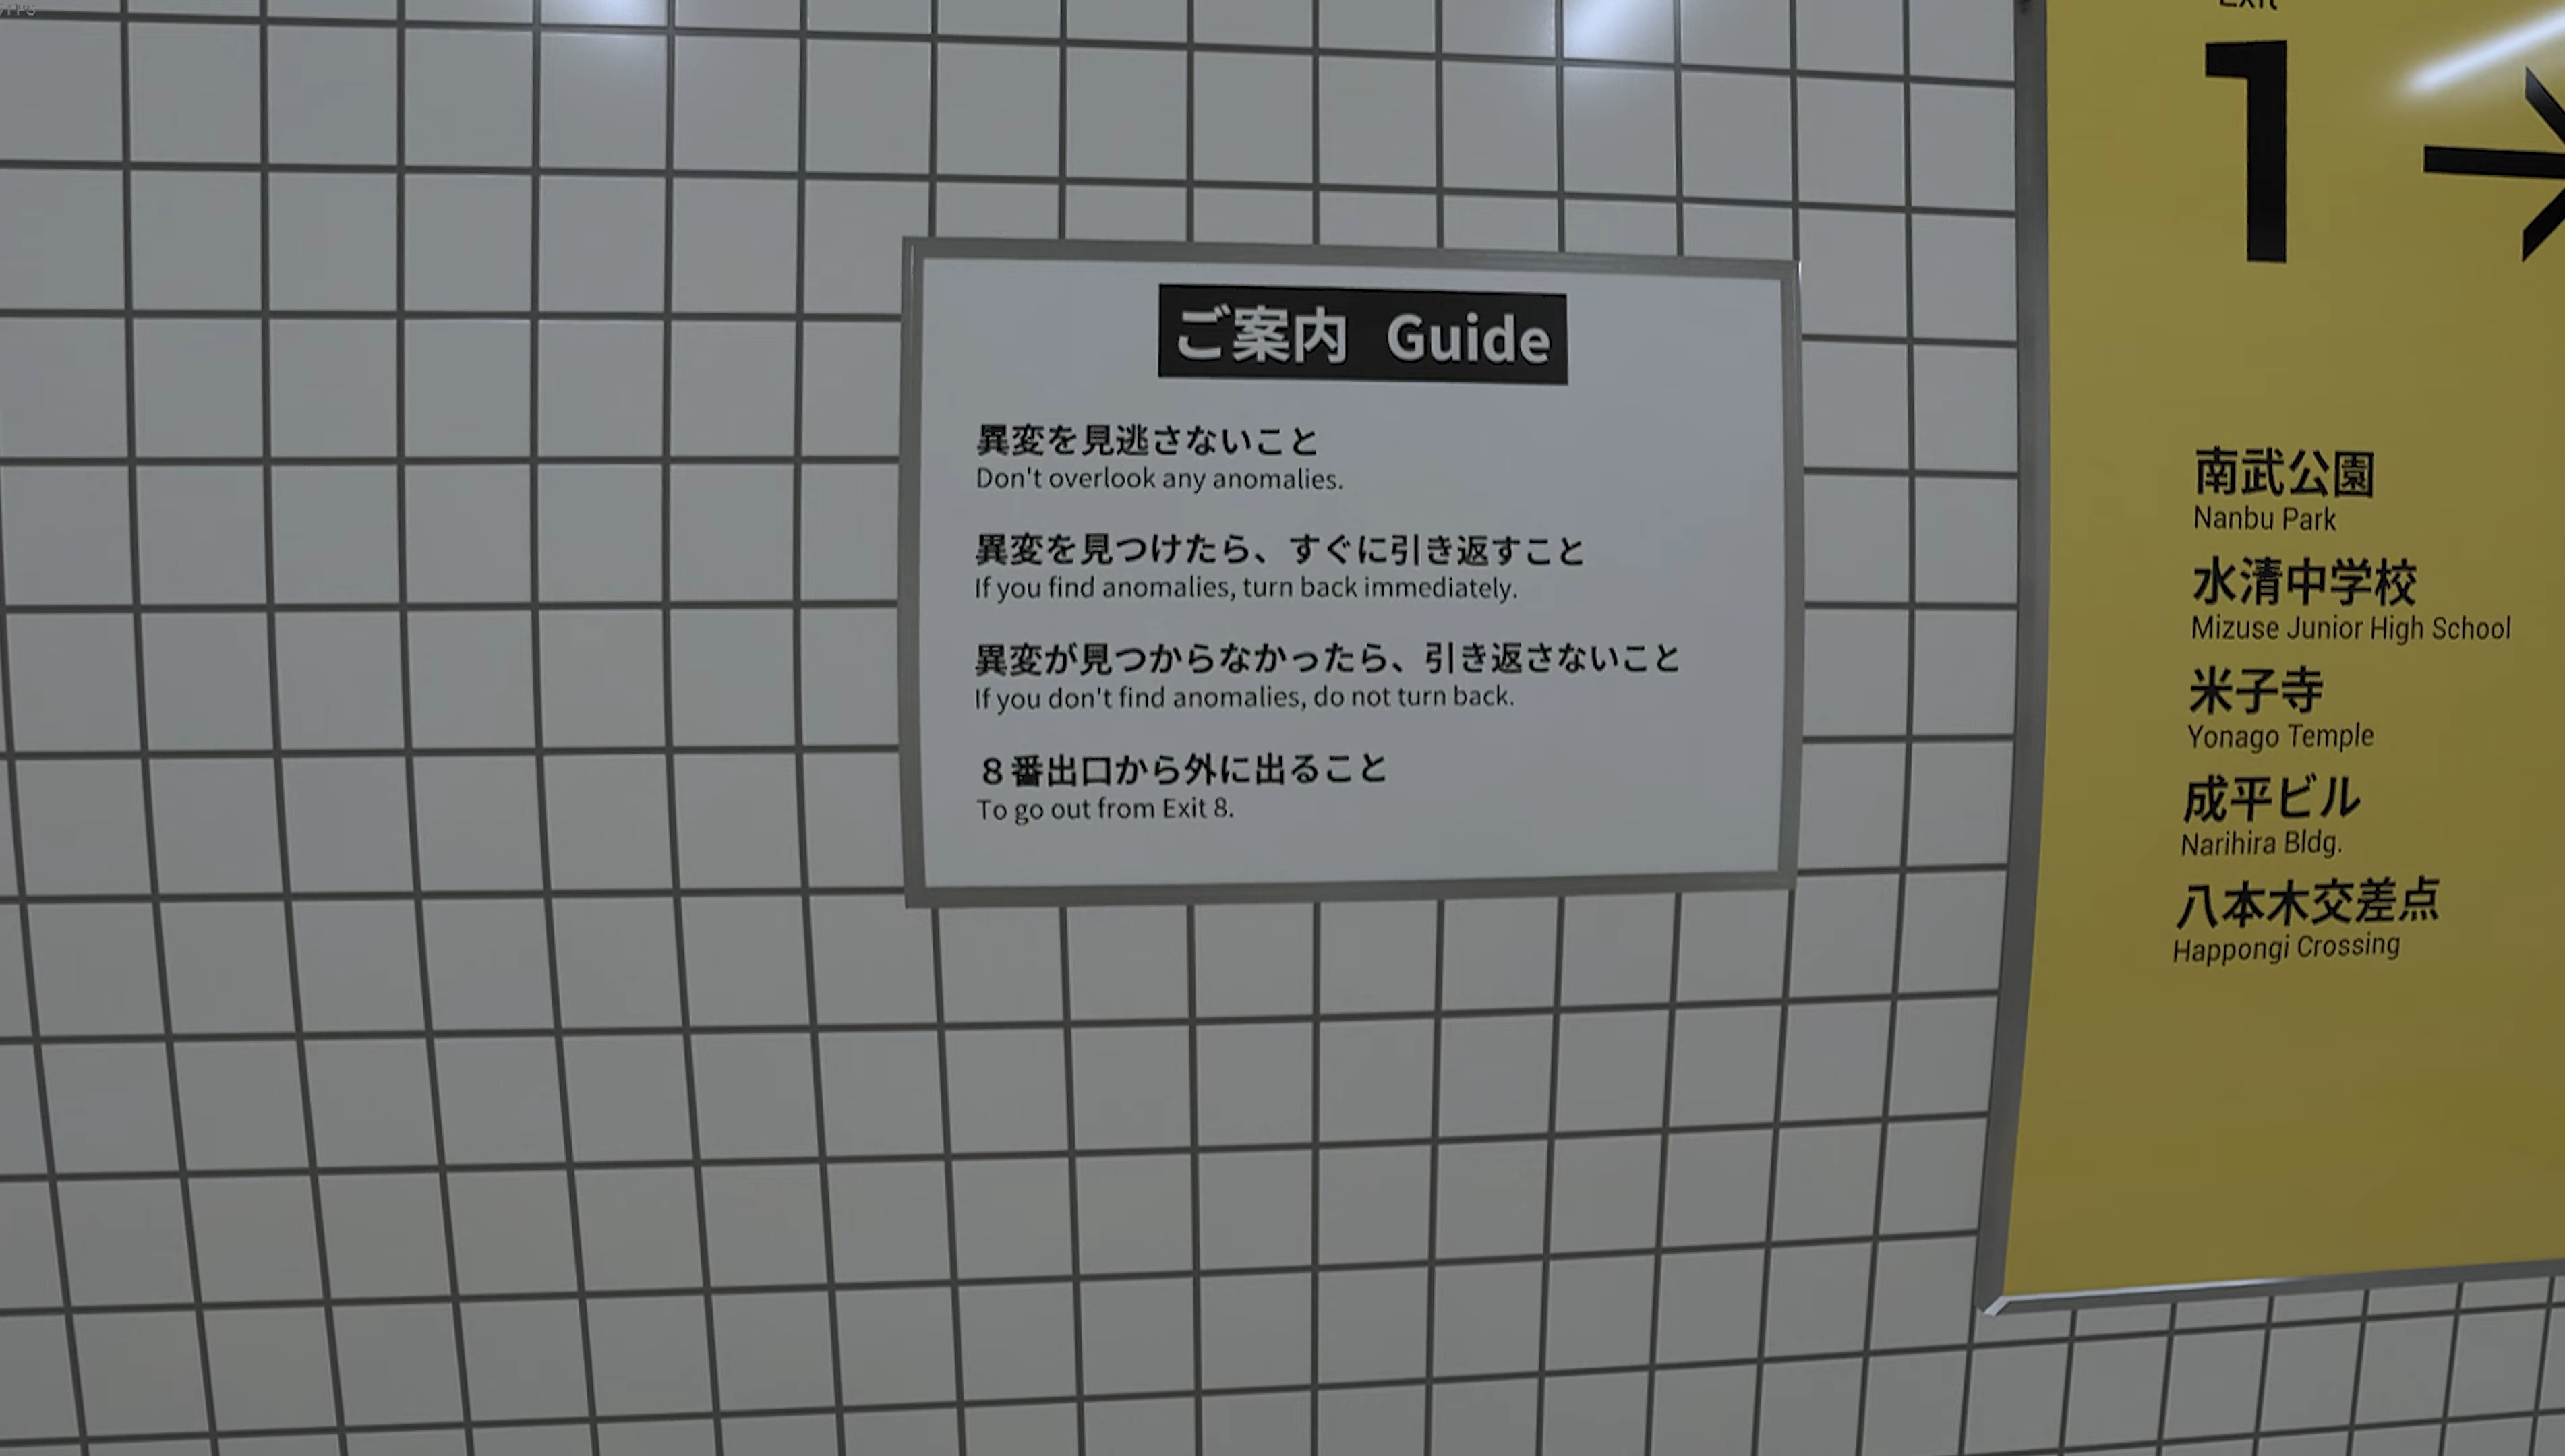 ご案内 Guide
異変を見逃さないこと
Don't overlook any anomalies.
異変を見つけたら、すぐに引き返すこと
If you find anomalies, turn back immediately.
異変が見つからなかったら、引き返さないこと
If you don't find anomalies, do not turn back.
８番出口から外に出ること
To go out from Exit 8.
Exit
1
南武公園
Nanbu Park
水清中学校
Mizuse Junior High School
米子寺
Yonago Temple
成平ビル
Narihira Bldg.
八本木交差点
Happongi Crossing